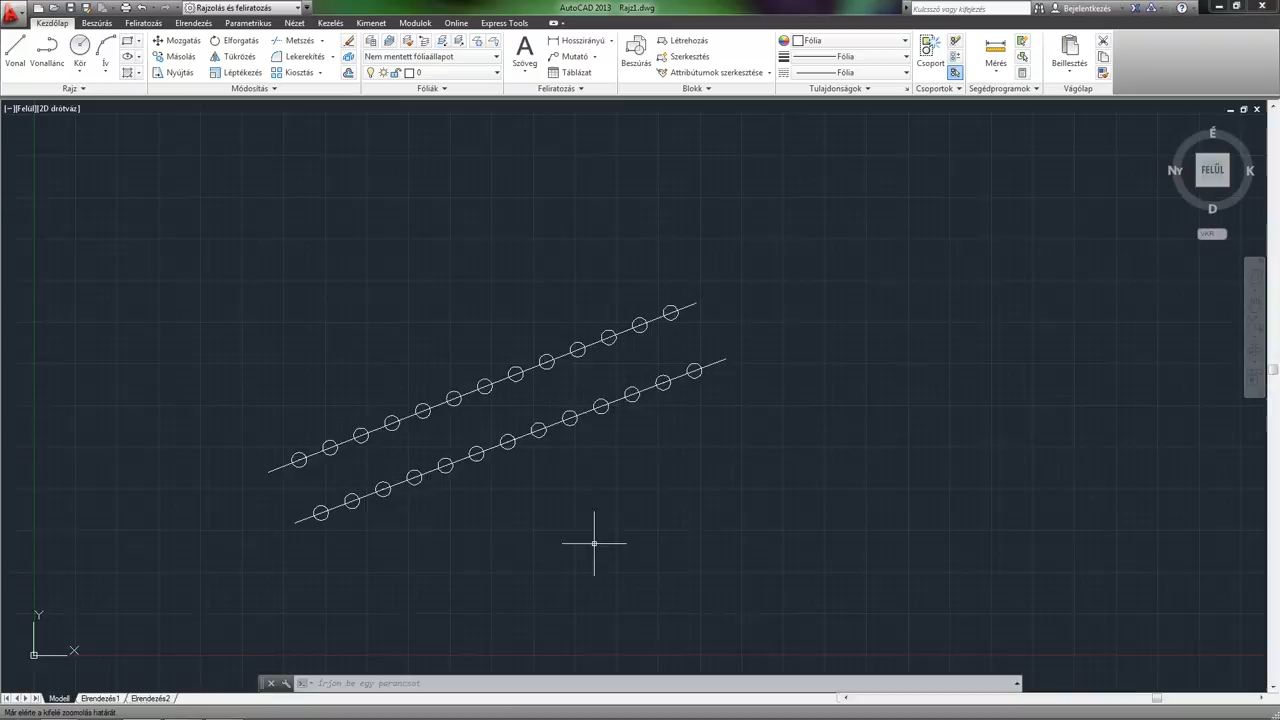 Rajzolás és feliratozás
AutoCAD 2013 Rajz1.dwg
Kulcsszó vagy kifejezés
Bejelentkezés
Kezdőlap Beszúrás Feliratozás Elrendezés Parametrikus Nézet Kezelés Kimenet Modulok Online Express Tools
Vonal Vonallánc Kör Ív
Mozgatás Elforgatás Metszés
Másolás Tükrözés Lekerekítés
Nyújtás Léptékezés Kiosztás
Nem mentett fóliaállapot
0
Szöveg
Hosszirányú
Mutató
Táblázat
Beszúrás
Létrehozás
Szerkesztés
Attribútumok szerkesztése
Fólia
Fólia
Fólia
Csoport
Mérés
Beillesztés
Rajz Módosítás Fóliák Feliratozás Blokk Tulajdonságok Csoportok Segédprogramok Vágólap
[−][Felül][2D drótváz]
É
Ny FELÜL K
D
VKR
Y
X
Írjon be egy parancsot
Modell Elrendezés1 Elrendezés2
Már elérte a kifelé zoomolás határát.